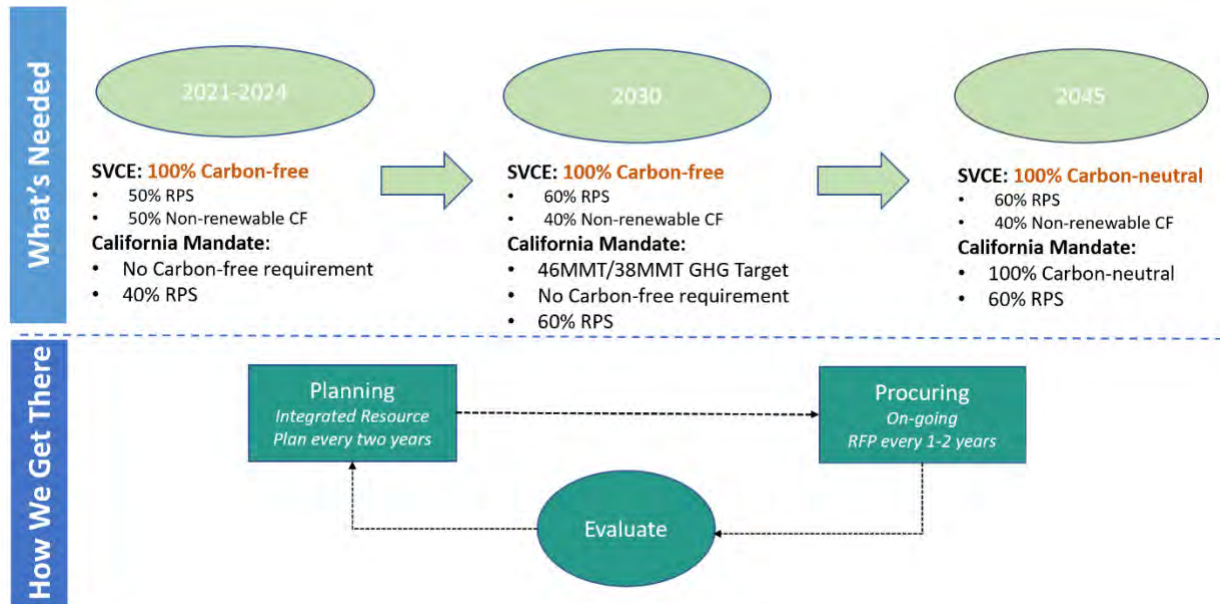 What's Needed
2021-2024
SVCE: 100% Carbon-free
• 50% RPS
• 50% Non-renewable CF
California Mandate:
• No Carbon-free requirement
• 40% RPS
2030
SVCE: 100% Carbon-free
• 60% RPS
• 40% Non-renewable CF
California Mandate:
• 46MMT/38MMT GHG Target
• No Carbon-free requirement
• 60% RPS
2045
SVCE: 100% Carbon-neutral
• 60% RPS
• 40% Non-renewable CF
California Mandate:
• 100% Carbon-neutral
• 60% RPS
How We Get There
Planning
Integrated Resource
Plan every two years
Procuring
On-going
RFP every 1-2 years
Evaluate